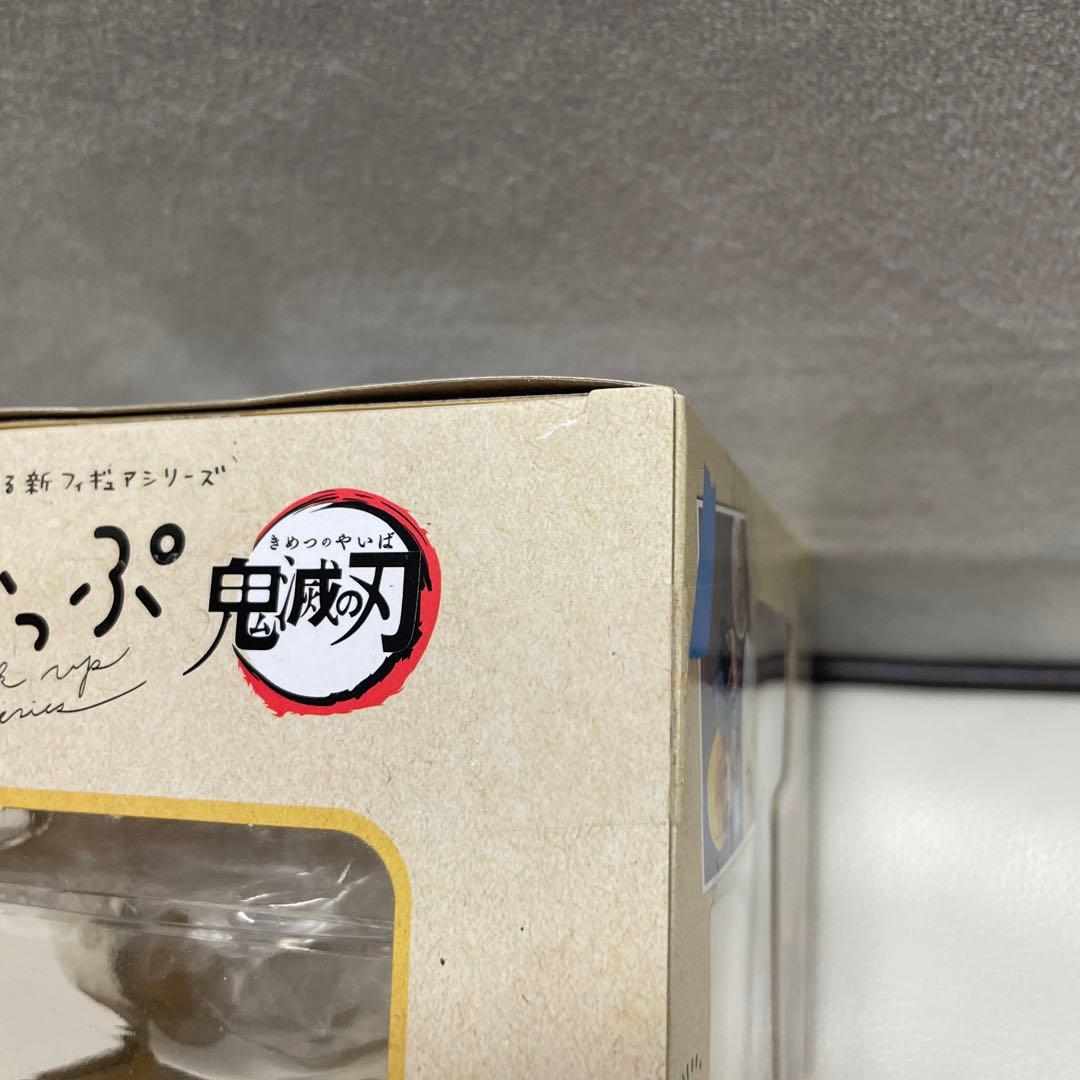 る新フィギュアシリーズ
っぷ
up
きめつのやいば
鬼滅の刃